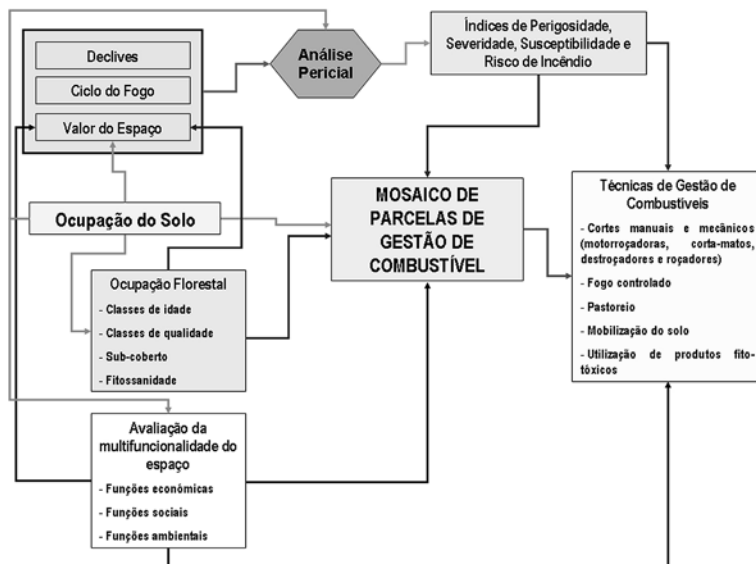 Declives
Ciclo do Fogo
Valor do Espaço
Análise
Pericial
Índices de Perigosidade,
Severidade, Susceptibilidade e
Risco de Incêndio
Ocupação do Solo
MOSAICO DE
PARCELAS DE
GESTÃO DE
COMBUSTÍVEL
Técnicas de Gestão de
Combustiveis
- Cortes manuais e mecânicos
(motorroçadoras, corta-matos,
destroçadores e roçadores)
- Fogo controlado
- Pastoreio
- Mobilização do solo
- Utilização de produtos fito-
tóxicos
Ocupação Florestal
- Classes de idade
- Classes de qualidade
- Sub-coberto
- Fitossanidade
Avaliação da
multifuncionalidade do
espaço
- Funções económicas
- Funções sociais
- Funções ambientais